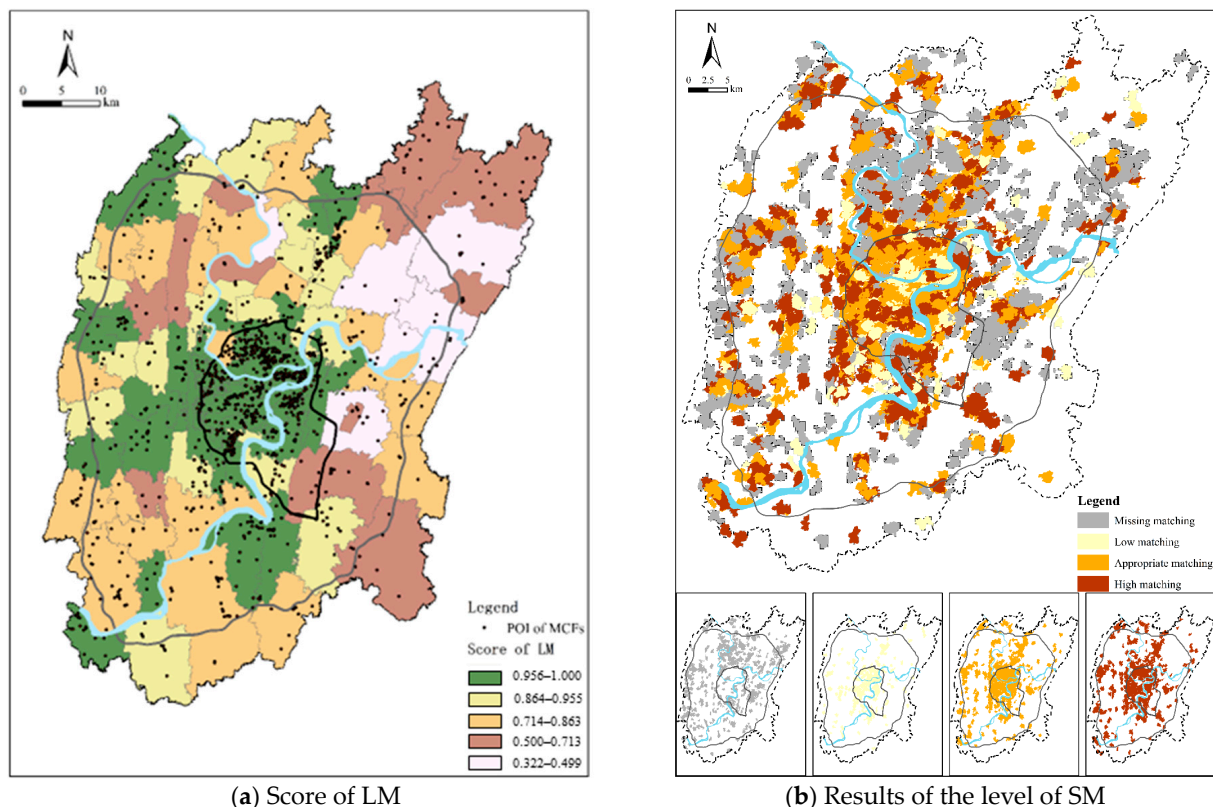 N
0 5 10
km
Legend
POI of MCFs
Score of LM
0.956–1.000
0.864–0.955
0.714–0.863
0.500–0.713
0.322–0.499
(a) Score of LM
N
0 2.5 5
km
Legend
Missing matching
Low matching
Appropriate matching
High matching
(b) Results of the level of SM